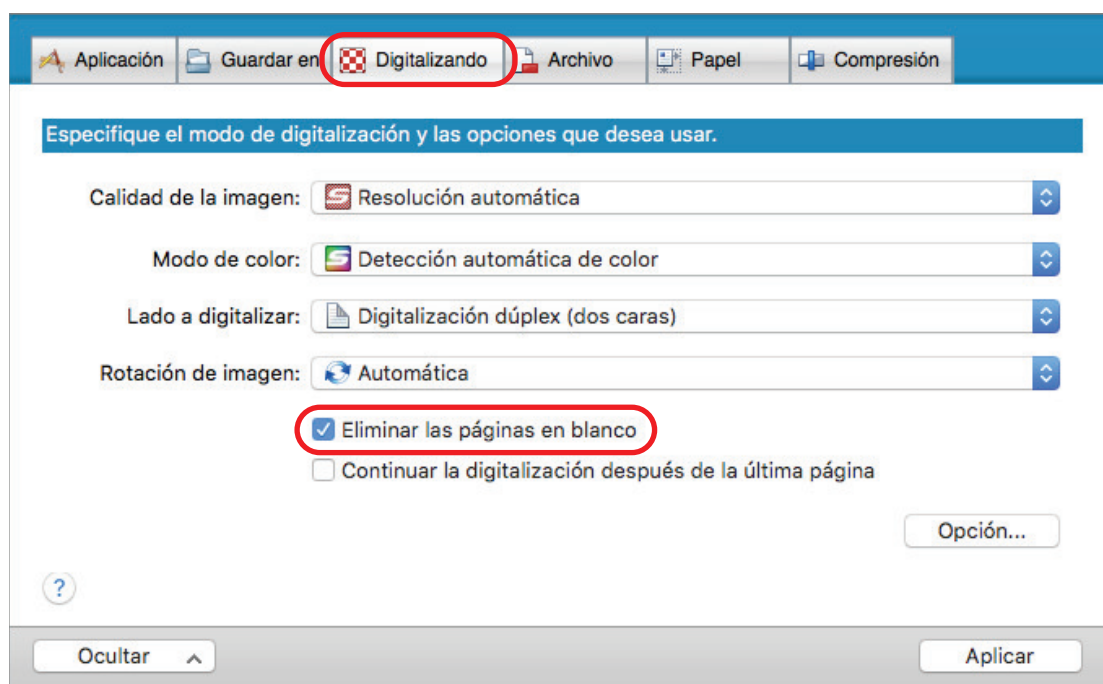 Aplicación Guardar en Digitalizando Archivo Papel Compresión
Especifique el modo de digitalización y las opciones que desea usar.
Calidad de la imagen: Resolución automática
Modo de color: Detección automática de color
Lado a digitalizar: Digitalización dúplex (dos caras)
Rotación de imagen: Automática
Eliminar las páginas en blanco
Continuar la digitalización después de la última página
Opción...
?
Ocultar Aplicar